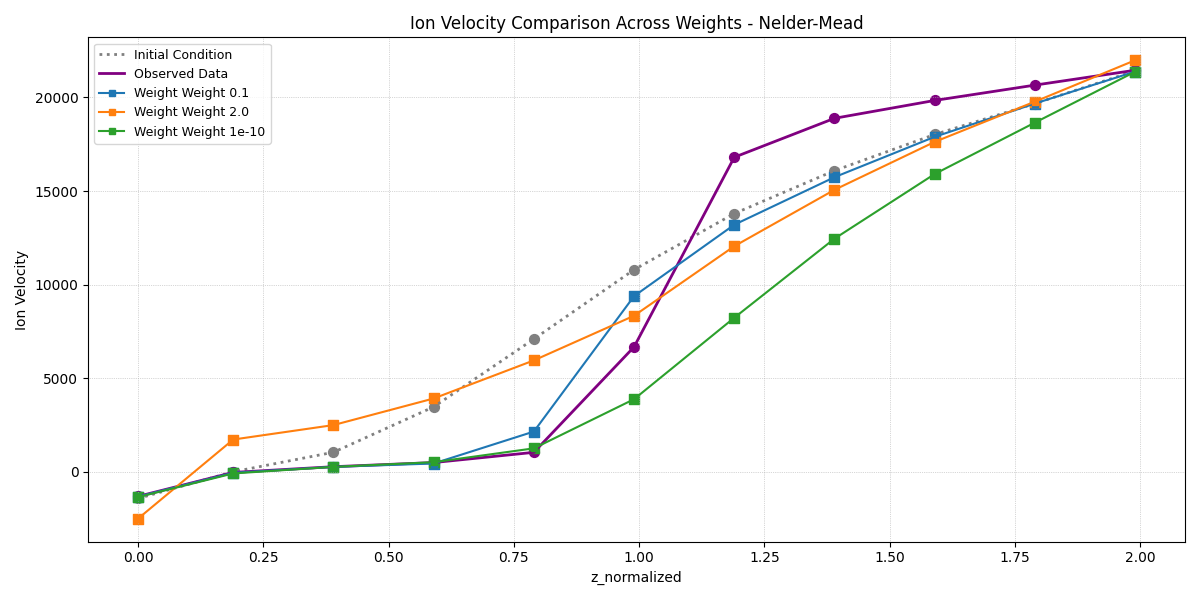 Ion Velocity Comparison Across Weights - Nelder-Mead
Initial Condition
Observed Data
Weight Weight 0.1
Weight Weight 2.0
Weight Weight 1e-10
Ion Velocity
20000
15000
10000
5000
0
0.00 0.25 0.50 0.75 1.00 1.25 1.50 1.75 2.00
z_normalized